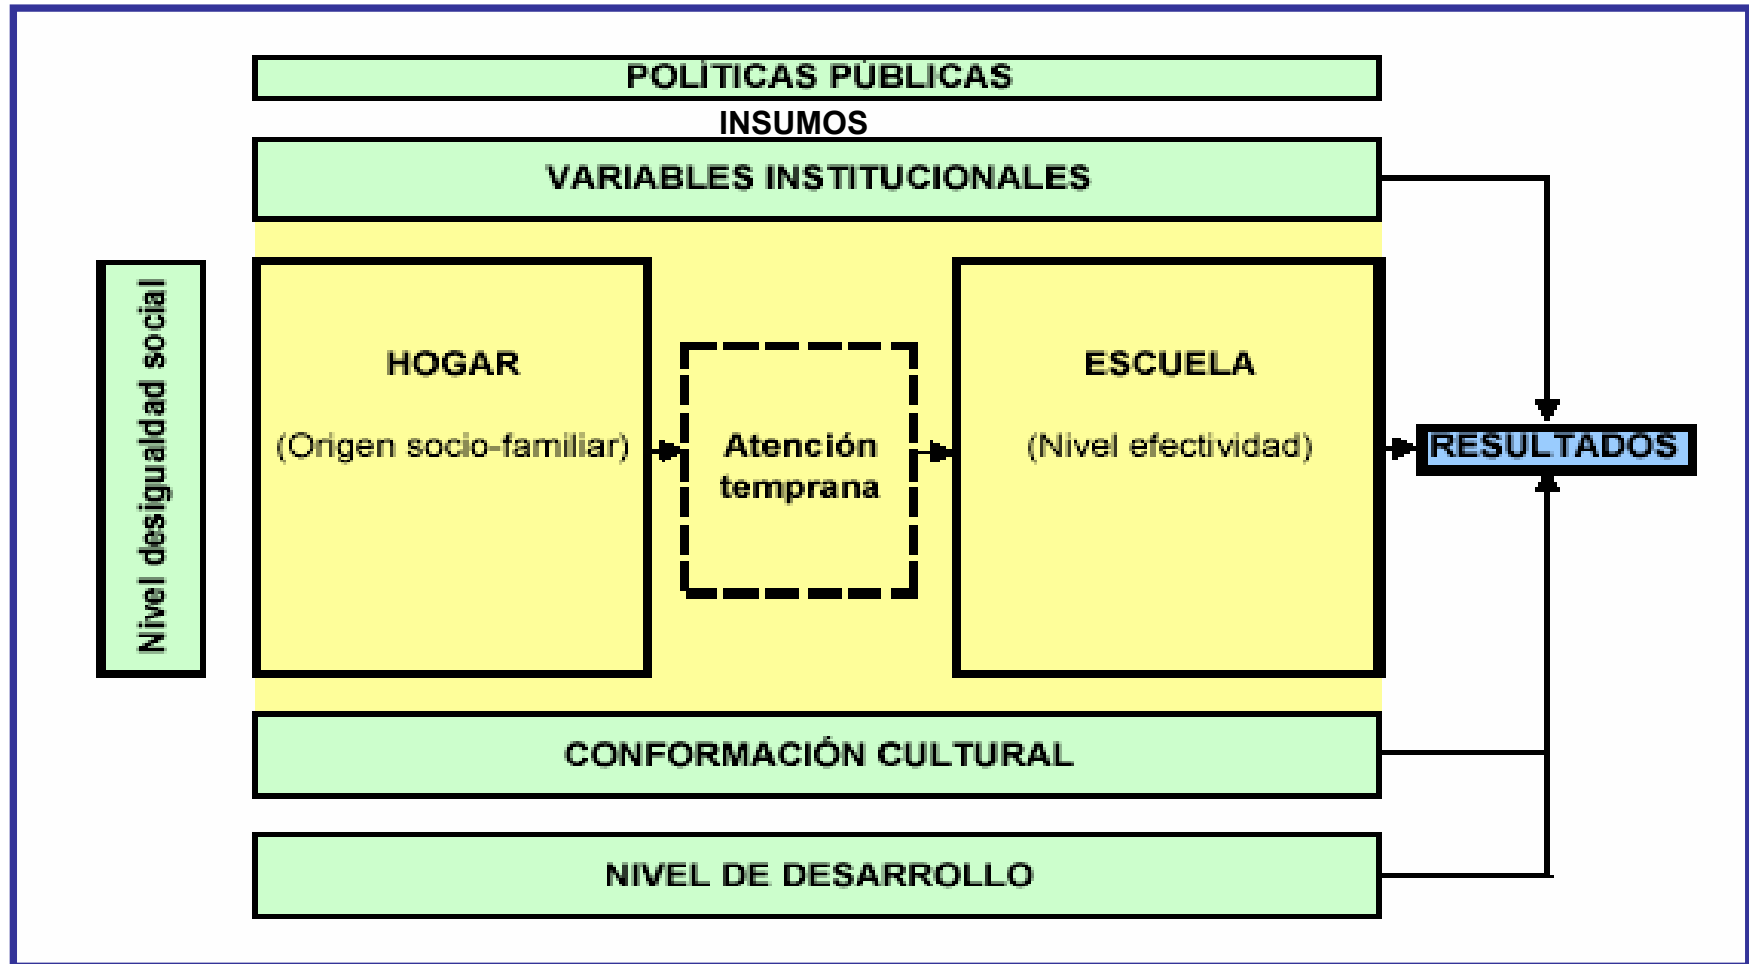 POLÍTICAS PÚBLICAS
INSUMOS
VARIABLES INSTITUCIONALES
Nivel desigualdad social
HOGAR
(Origen socio-familiar)
Atención
temprana
ESCUELA
(Nivel efectividad)
RESULTADOS
CONFORMACIÓN CULTURAL
NIVEL DE DESARROLLO